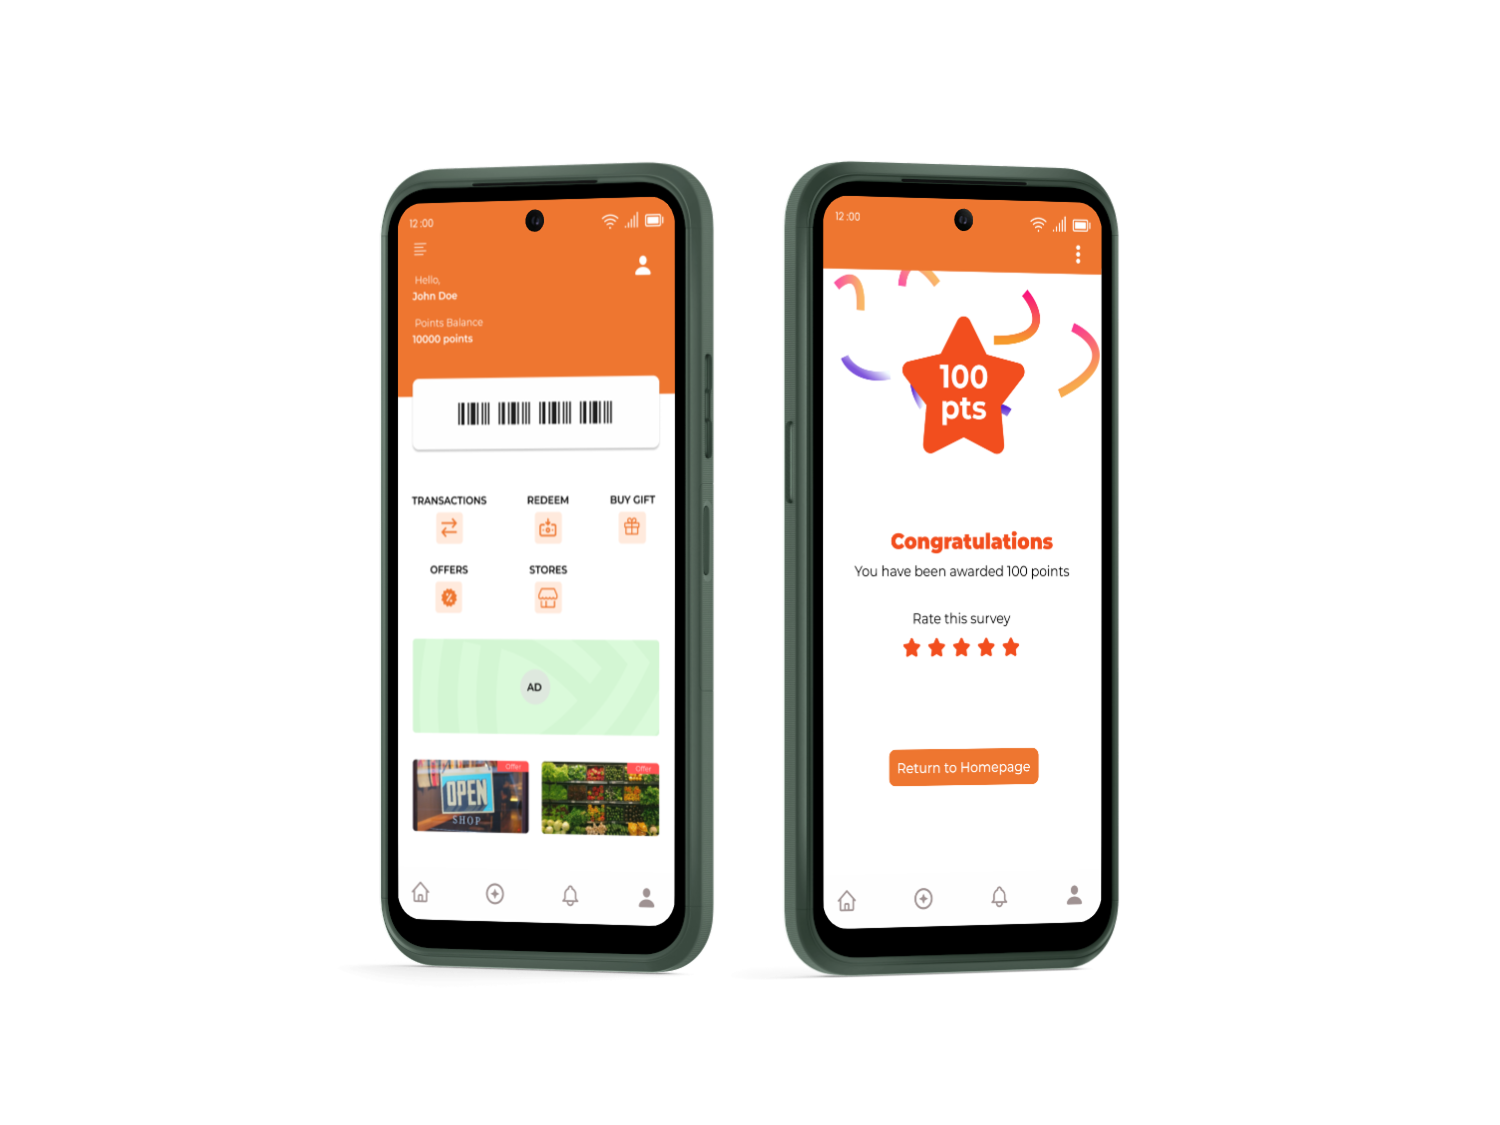 12 :00
Hello,
John Doe
Points Balance
10000 points
TRANSACTIONS
REDEEM
BUY GIFT
OFFERS
STORES
AD
Offer
OPEN
SHOP
Offer
12 :00
100
pts
Congratulations
You have been awarded 100 points
Rate this survey
Return to Homepage